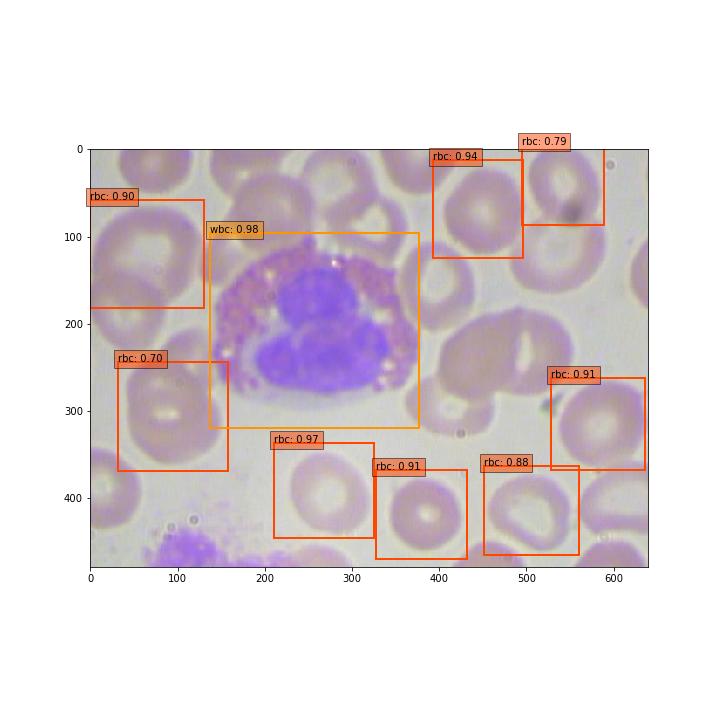 rbc: 0.79
rbc: 0.94
rbc: 0.90
wbc: 0.98
rbc: 0.70
rbc: 0.91
rbc: 0.97
rbc: 0.91
rbc: 0.88
0
100
200
300
400
0 100 200 300 400 500 600